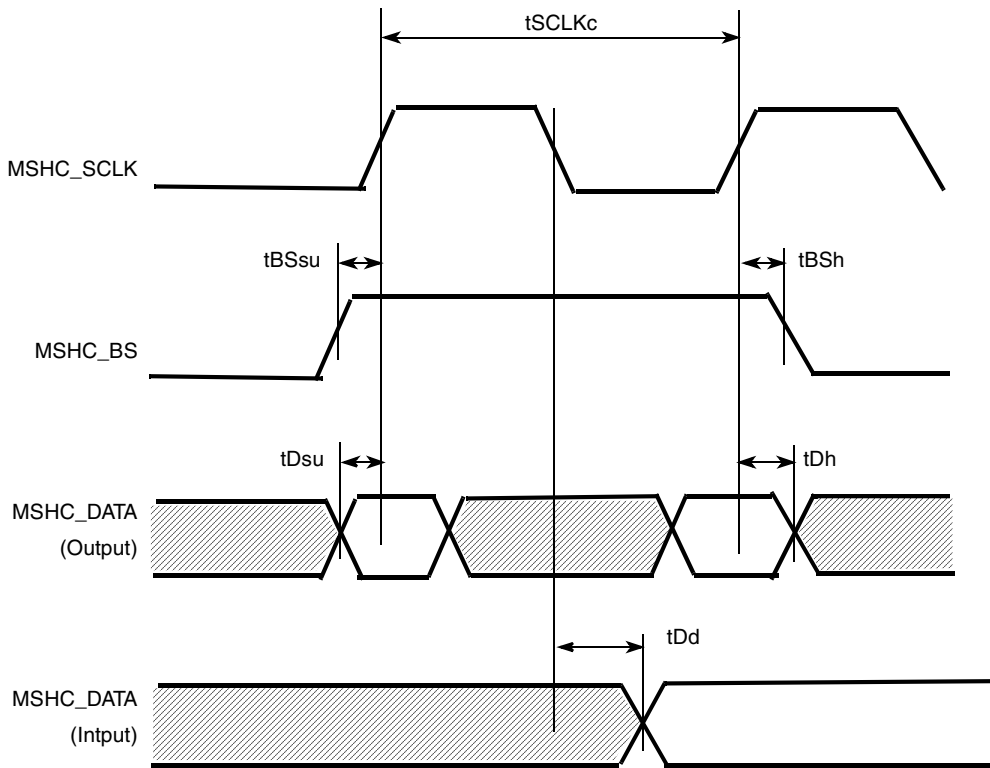 tSCLKc
MSHC_SCLK
tBSsu
tBSh
MSHC_BS
tDsu
tDh
MSHC_DATA
(Output)
tDd
MSHC_DATA
(Intput)